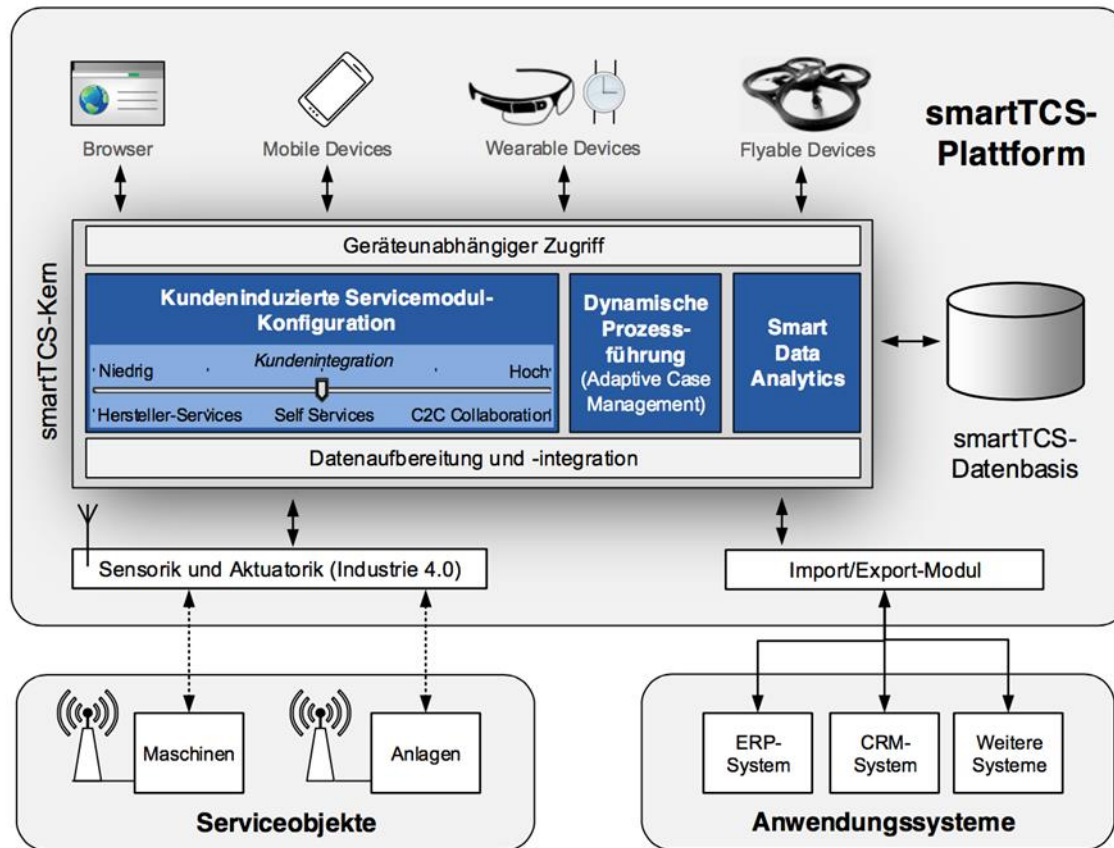 smartTCS-
Plattform
Browser
Mobile Devices
Wearable Devices
Flyable Devices
smartTCS-Kern
Geräteunabhängiger Zugriff
Kundeninduzierte Servicemodul-
Konfiguration
Kundenintegration
Niedrig
Hoch
Hersteller-Services
Self Services
C2C Collaboration
Dynamische
Prozess-
führung
(Adaptive Case
Management)
Smart
Data
Analytics
Datenaufbereitung und -integration
smartTCS-
Datenbasis
Sensorik und Aktuatorik (Industrie 4.0)
Import/Export-Modul
Maschinen
Anlagen
Serviceobjekte
ERP-
System
CRM-
System
Weitere
Systeme
Anwendungssysteme